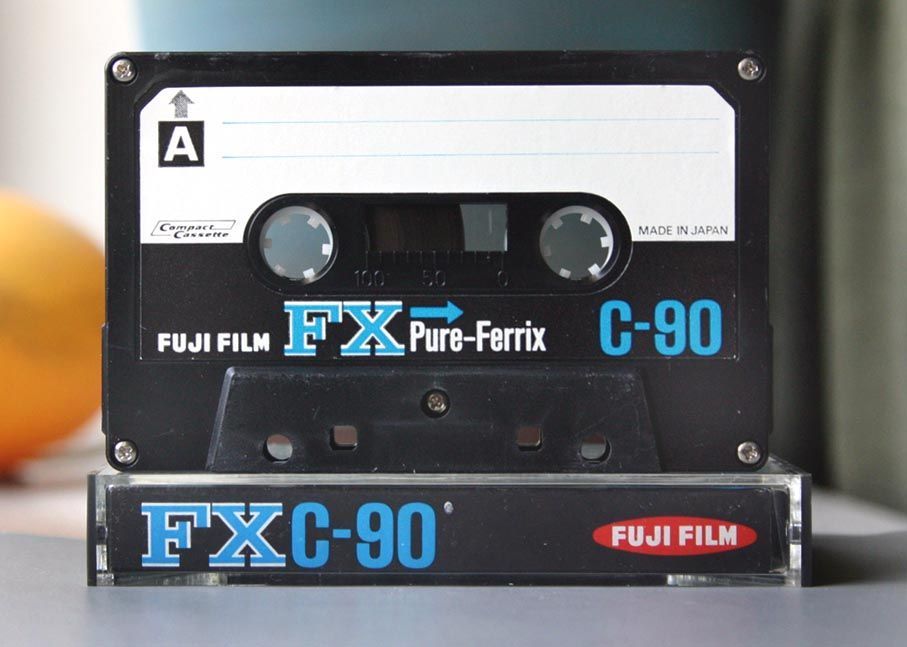 A
Compact
Cassette
MADE IN JAPAN
100 50 0
FUJI FILM FX Pure-Ferrix C-90
FX C-90 FUJI FILM